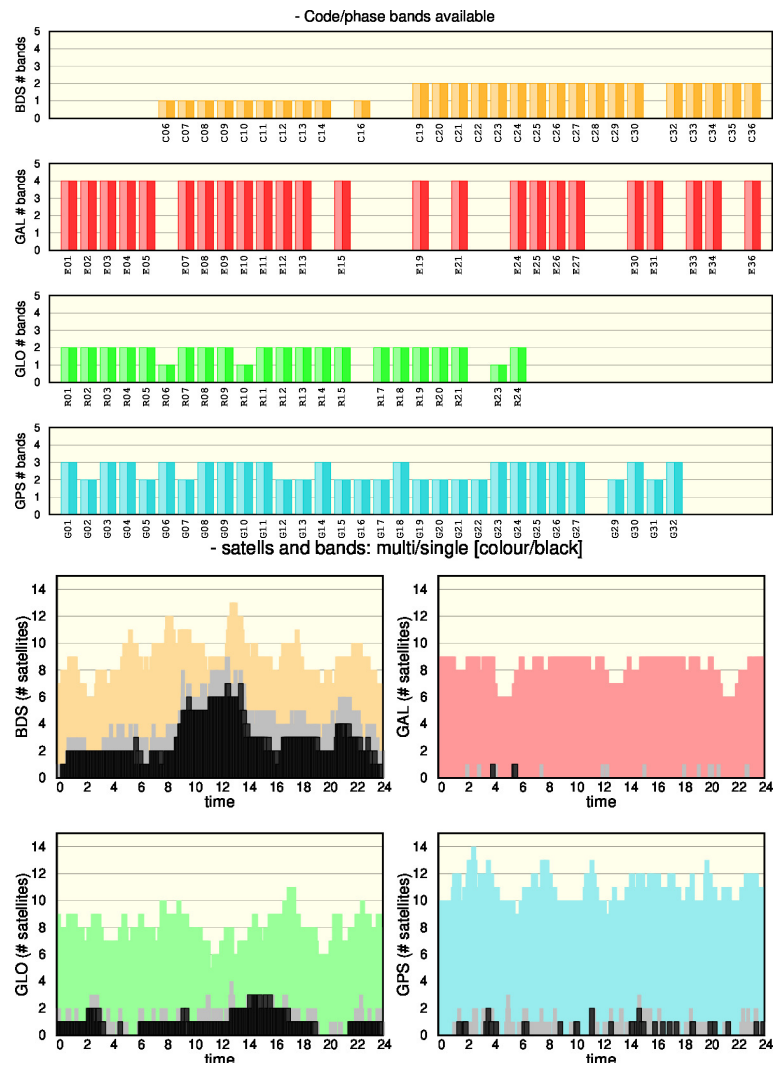 - Code/phase bands available
BDS # bands
5
4
3
2
1
0
C06 C07 C08 C09 C10 C11 C12 C13 C14 C16 C19 C20 C21 C22 C23 C24 C25 C26 C27 C28 C29 C30 C32 C33 C34 C35 C36
GAL # bands
5
4
3
2
1
0
E01 E02 E03 E04 E05 E07 E08 E09 E10 E11 E12 E13 E15 E19 E21 E24 E25 E26 E27 E30 E31 E33 E34 E36
GLO # bands
5
4
3
2
1
0
R01 R02 R03 R04 R05 R06 R07 R08 R09 R10 R11 R12 R13 R14 R15 R17 R18 R19 R20 R21 R23 R24
GPS # bands
5
4
3
2
1
0
G01 G02 G03 G04 G05 G06 G07 G08 G09 G10 G11 G12 G13 G14 G15 G16 G17 G18 G19 G20 G21 G22 G23 G24 G25 G26 G27 G29 G30 G31 G32
- satells and bands: multi/single [colour/black]
BDS (# satellites)
14
12
10
8
6
4
2
0
0 2 4 6 8 10 12 14 16 18 20 22 24
time
GAL (# satellites)
14
12
10
8
6
4
2
0
0 2 4 6 8 10 12 14 16 18 20 22 24
time
GLO (# satellites)
14
12
10
8
6
4
2
0
0 2 4 6 8 10 12 14 16 18 20 22 24
time
GPS (# satellites)
14
12
10
8
6
4
2
0
0 2 4 6 8 10 12 14 16 18 20 22 24
time